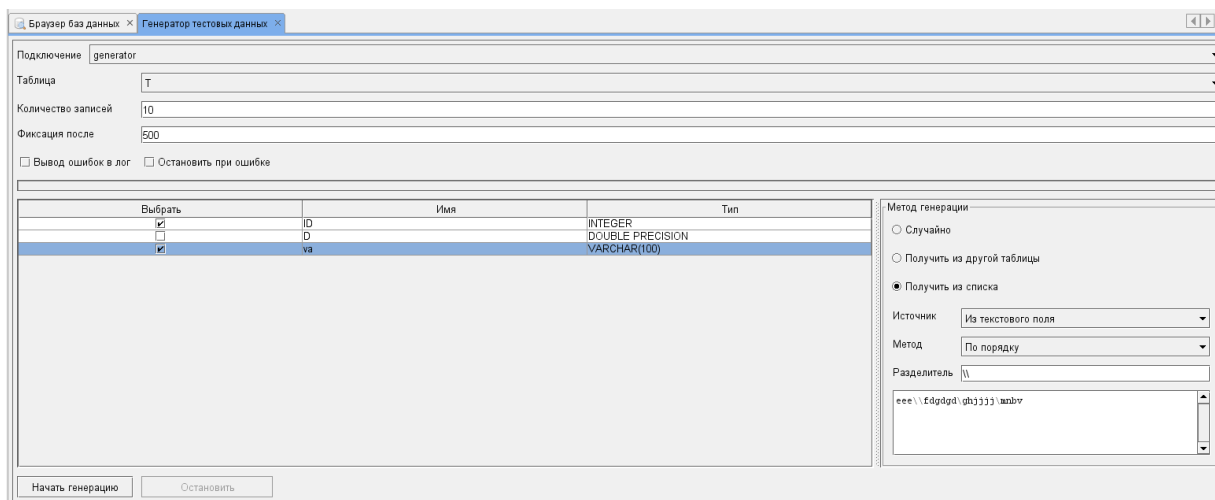 Браузер баз данных × Генератор тестовых данных ×
Подключение generator
Таблица T
Количество записей 10
Фиксация после 500
Вывод ошибок в лог Остановить при ошибке
Выбрать Имя Тип
ID INTEGER
D DOUBLE PRECISION
va VARCHAR(100)
Метод генерации
Случайно
Получить из другой таблицы
Получить из списка
Источник Из текстового поля
Метод По порядку
Разделитель \\
eee\\fdgdgd\ghjjjj\mnbv
Начать генерацию Остановить